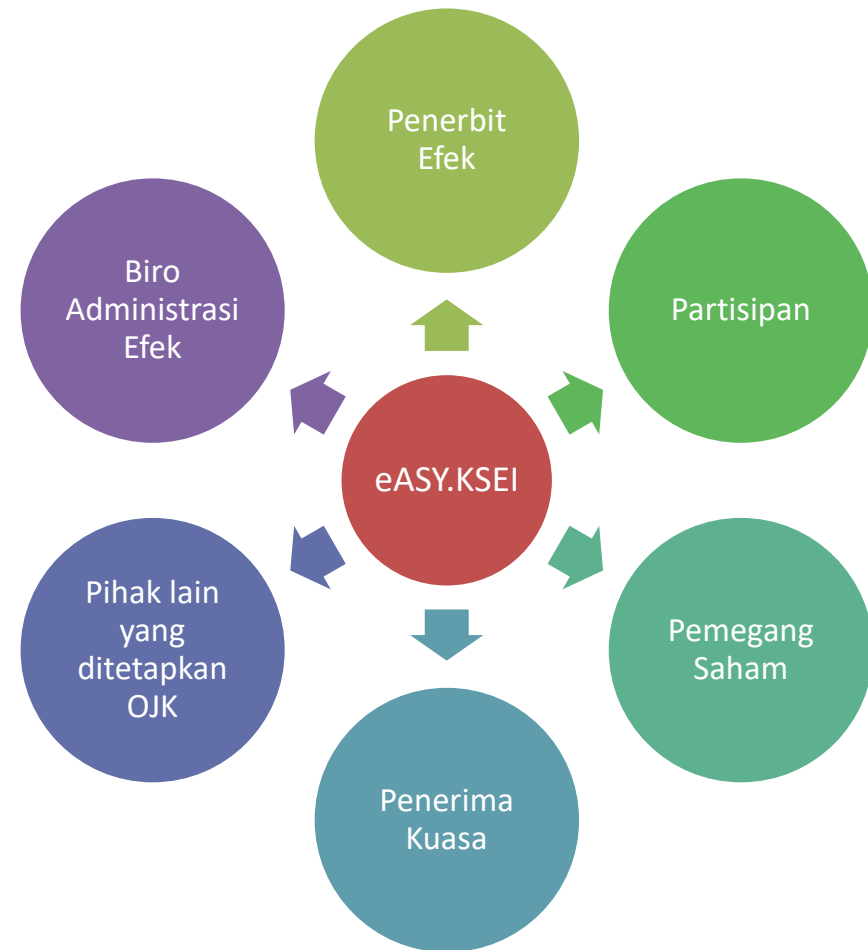 Penerbit
Efek
Partisipan
Pemegang
Saham
Penerima
Kuasa
Pihak lain
yang
ditetapkan
OJK
Biro
Administrasi
Efek
eASY.KSEI